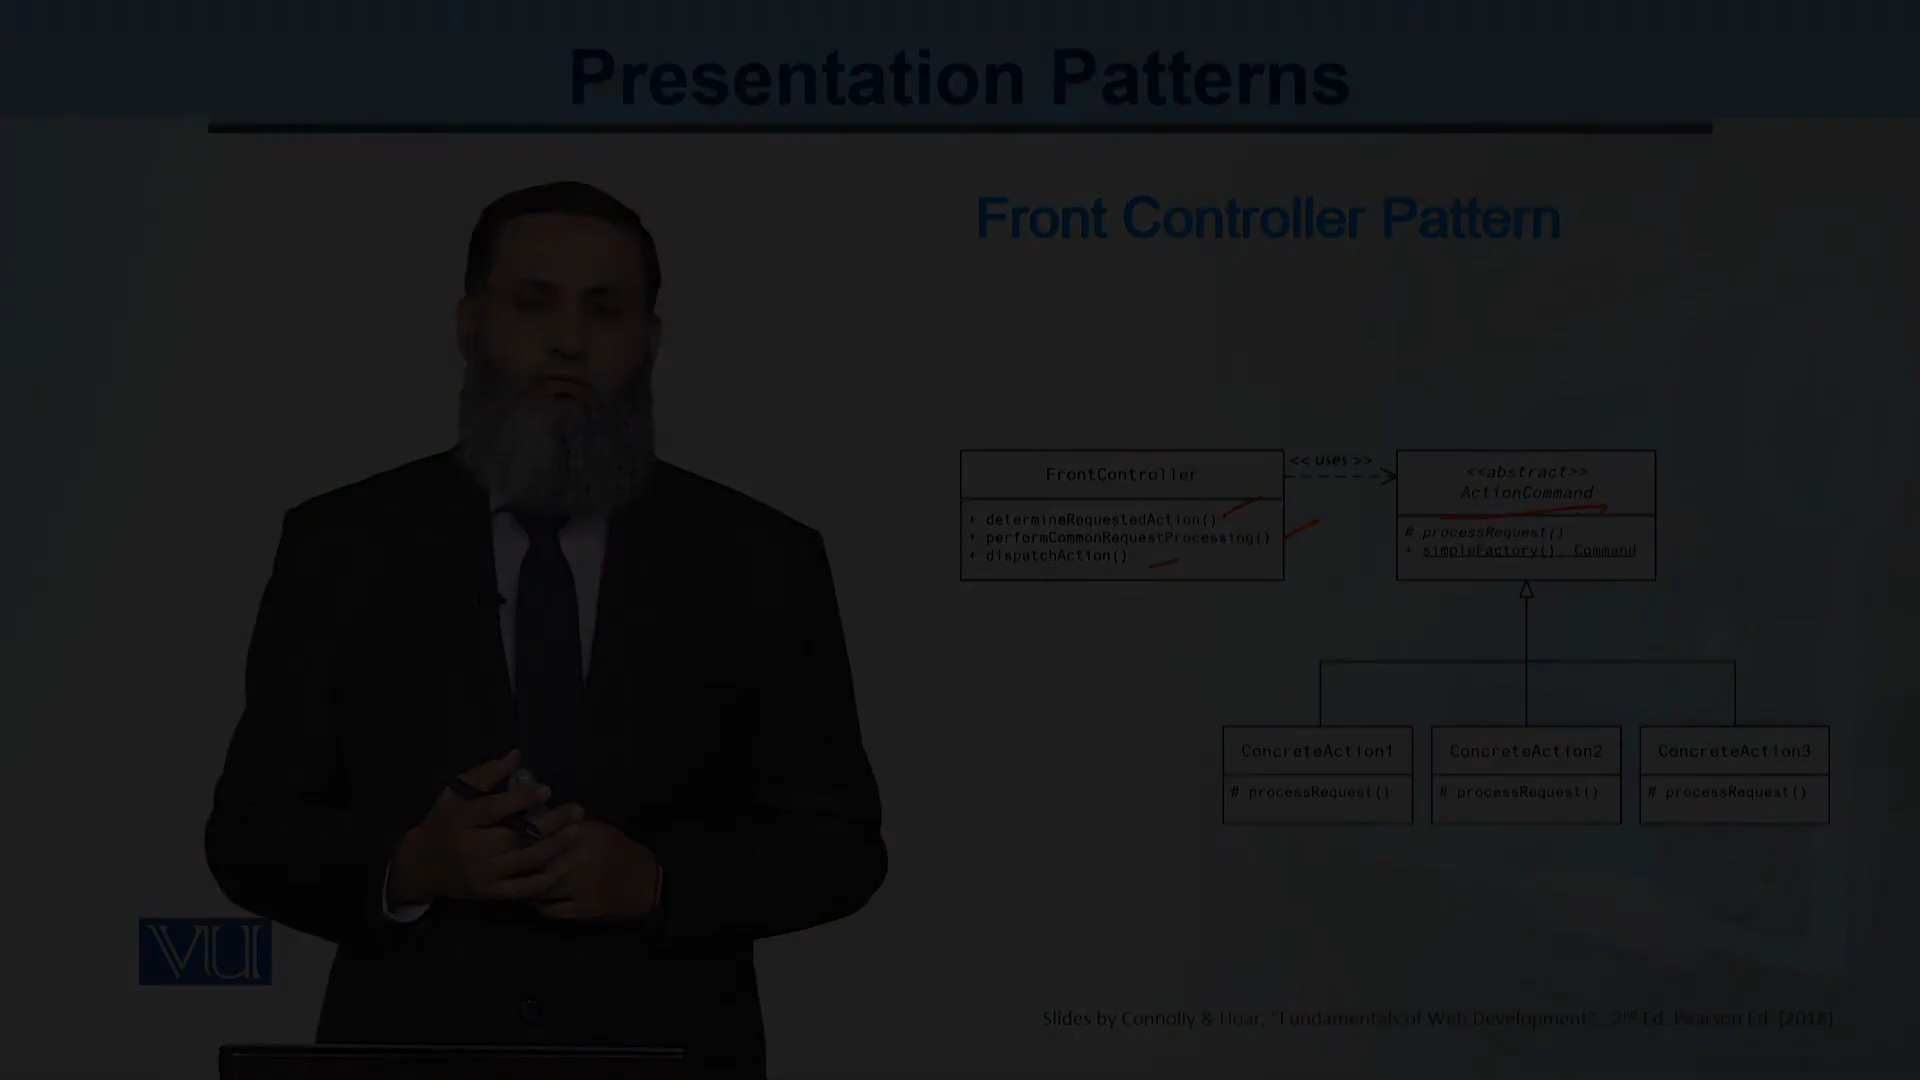 Presentation Patterns
Front Controller Pattern
FrontController
+ determineRequestedAction()
+ performCommonRequestProcessing()
+ dispatchAction()
<< uses >>
<<abstract>>
ActionCommand
# processRequest()
+ simpleFactory(): Command
ConcreteAction1
# processRequest()
ConcreteAction2
# processRequest()
ConcreteAction3
# processRequest()
VU
Slides by Connolly & Hoar, "Fundamentals of Web Development", 2nd Ed. Pearson Ed. (2018)